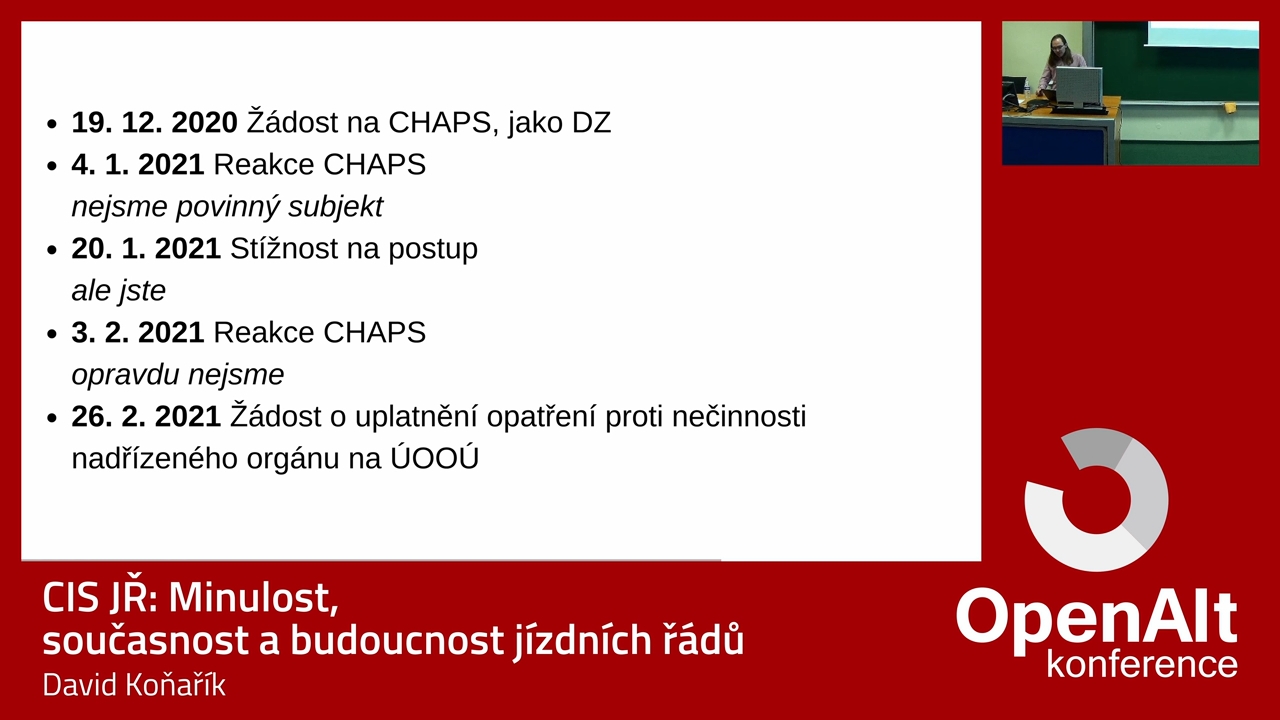 19. 12. 2020 Žádost na CHAPS, jako DZ
4. 1. 2021 Reakce CHAPS
nejsme povinný subjekt
20. 1. 2021 Stížnost na postup
ale jste
3. 2. 2021 Reakce CHAPS
opravdu nejsme
26. 2. 2021 Žádost o uplatnění opatření proti nečinnosti
nadřízeného orgánu na ÚOOÚ
CIS JŘ: Minulost,
současnost a budoucnost jízdních řádů
David Koňařík
OpenAlt
konference